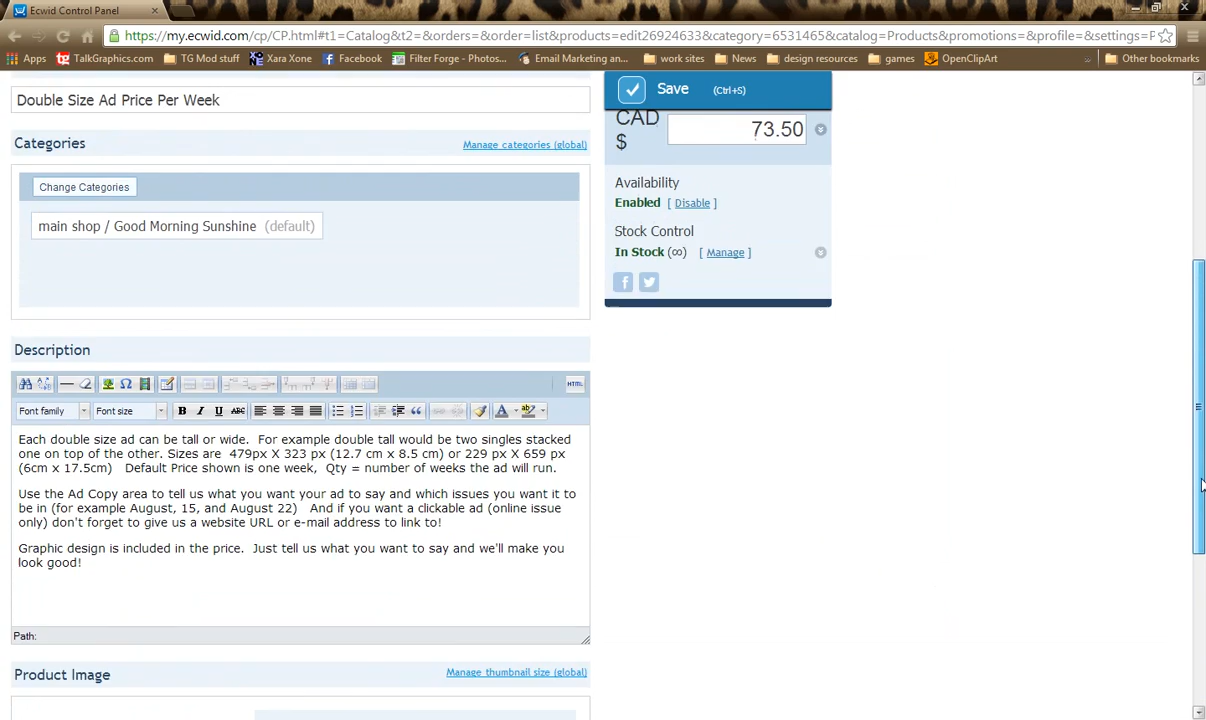 Ecwid Control Panel
https://my.ecwid.com/cp/CP.html#t1=Catalog&t2=&orders=&order=list&products=edit26924633&category=6531465&catalog=Products&promotions=&profile=&settings=P
Apps TalkGraphics.com TG Mod stuff Xara Xone Facebook Filter Forge - Photos... Email Marketing an... work sites News design resources games OpenClipArt » Other bookmarks
Double Size Ad Price Per Week
Save (Ctrl+S)
CAD $ 73.50
Categories
Manage categories (global)
Change Categories
main shop / Good Morning Sunshine (default)
Availability
Enabled [ Disable ]
Stock Control
In Stock (∞) [ Manage ]
Description
HTML
Font family Font size B I U ABC A ab
Each double size ad can be tall or wide. For example double tall would be two singles stacked
one on top of the other. Sizes are 479px X 323 px (12.7 cm x 8.5 cm) or 229 px X 659 px
(6cm x 17.5cm) Default Price shown is one week, Qty = number of weeks the ad will run.
Use the Ad Copy area to tell us what you want your ad to say and which issues you want it to
be in (for example August, 15, and August 22) And if you want a clickable ad (online issue
only) don't forget to give us a website URL or e-mail address to link to!
Graphic design is included in the price. Just tell us what you want to say and we'll make you
look good!
Path:
Product Image
Manage thumbnail size (global)